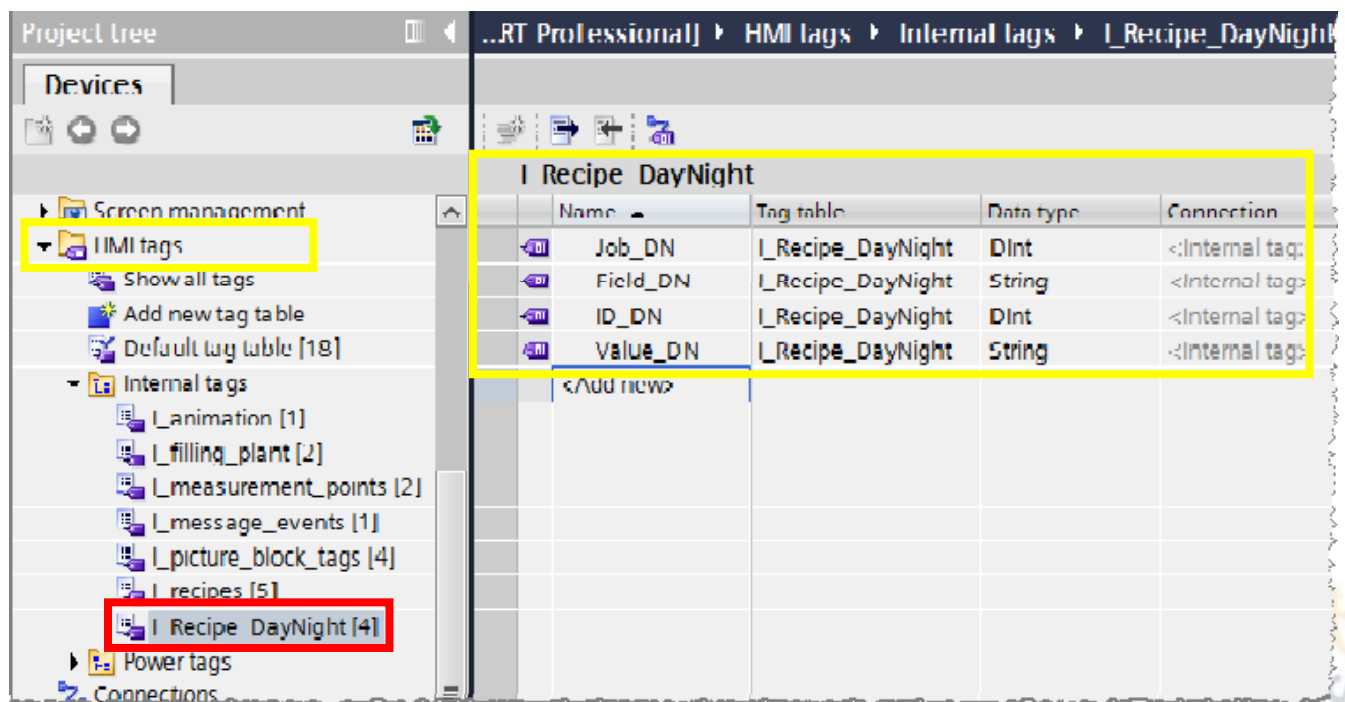 Project tree
...RT Professional] ▸ HMI tags ▸ Internal tags ▸ I_Recipe_DayNight
Devices
I_Recipe_DayNight
Name Tag table Data type Connection
Job_DN I_Recipe_DayNight DInt <Internal tag>
Field_DN I_Recipe_DayNight String <Internal tag>
ID_DN I_Recipe_DayNight DInt <Internal tag>
Value_DN I_Recipe_DayNight String <Internal tag>
<Add new>
Screen management
HMI tags
Show all tags
Add new tag table
Default tag table [18]
Internal tags
I_animation [1]
I_filling_plant [2]
I_measurement_points [2]
I_message_events [1]
I_picture_block_tags [4]
I_recipes [5]
I_Recipe_DayNight [4]
Power tags
Connections